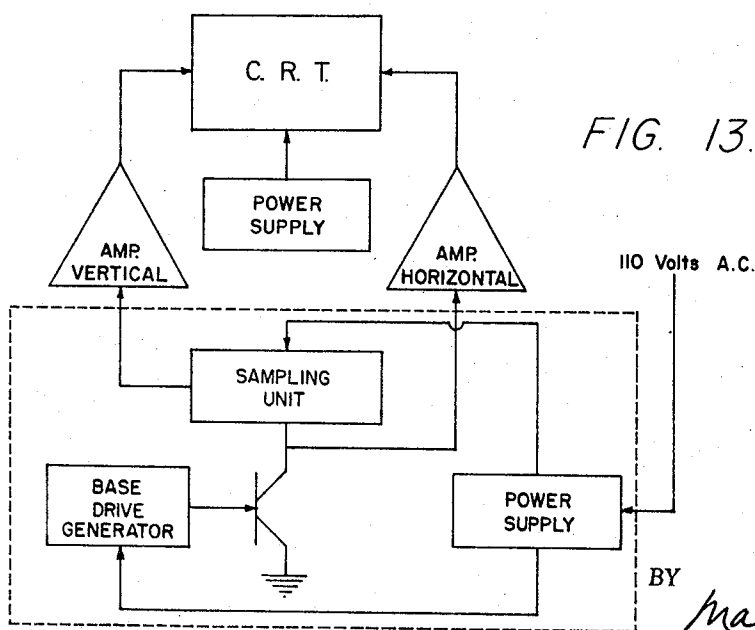 C. R. T.
FIG. 13.
POWER
SUPPLY
AMP.
VERTICAL
AMP.
HORIZONTAL
110 Volts A.C.
SAMPLING
UNIT
BASE
DRIVE
GENERATOR
POWER
SUPPLY
BY